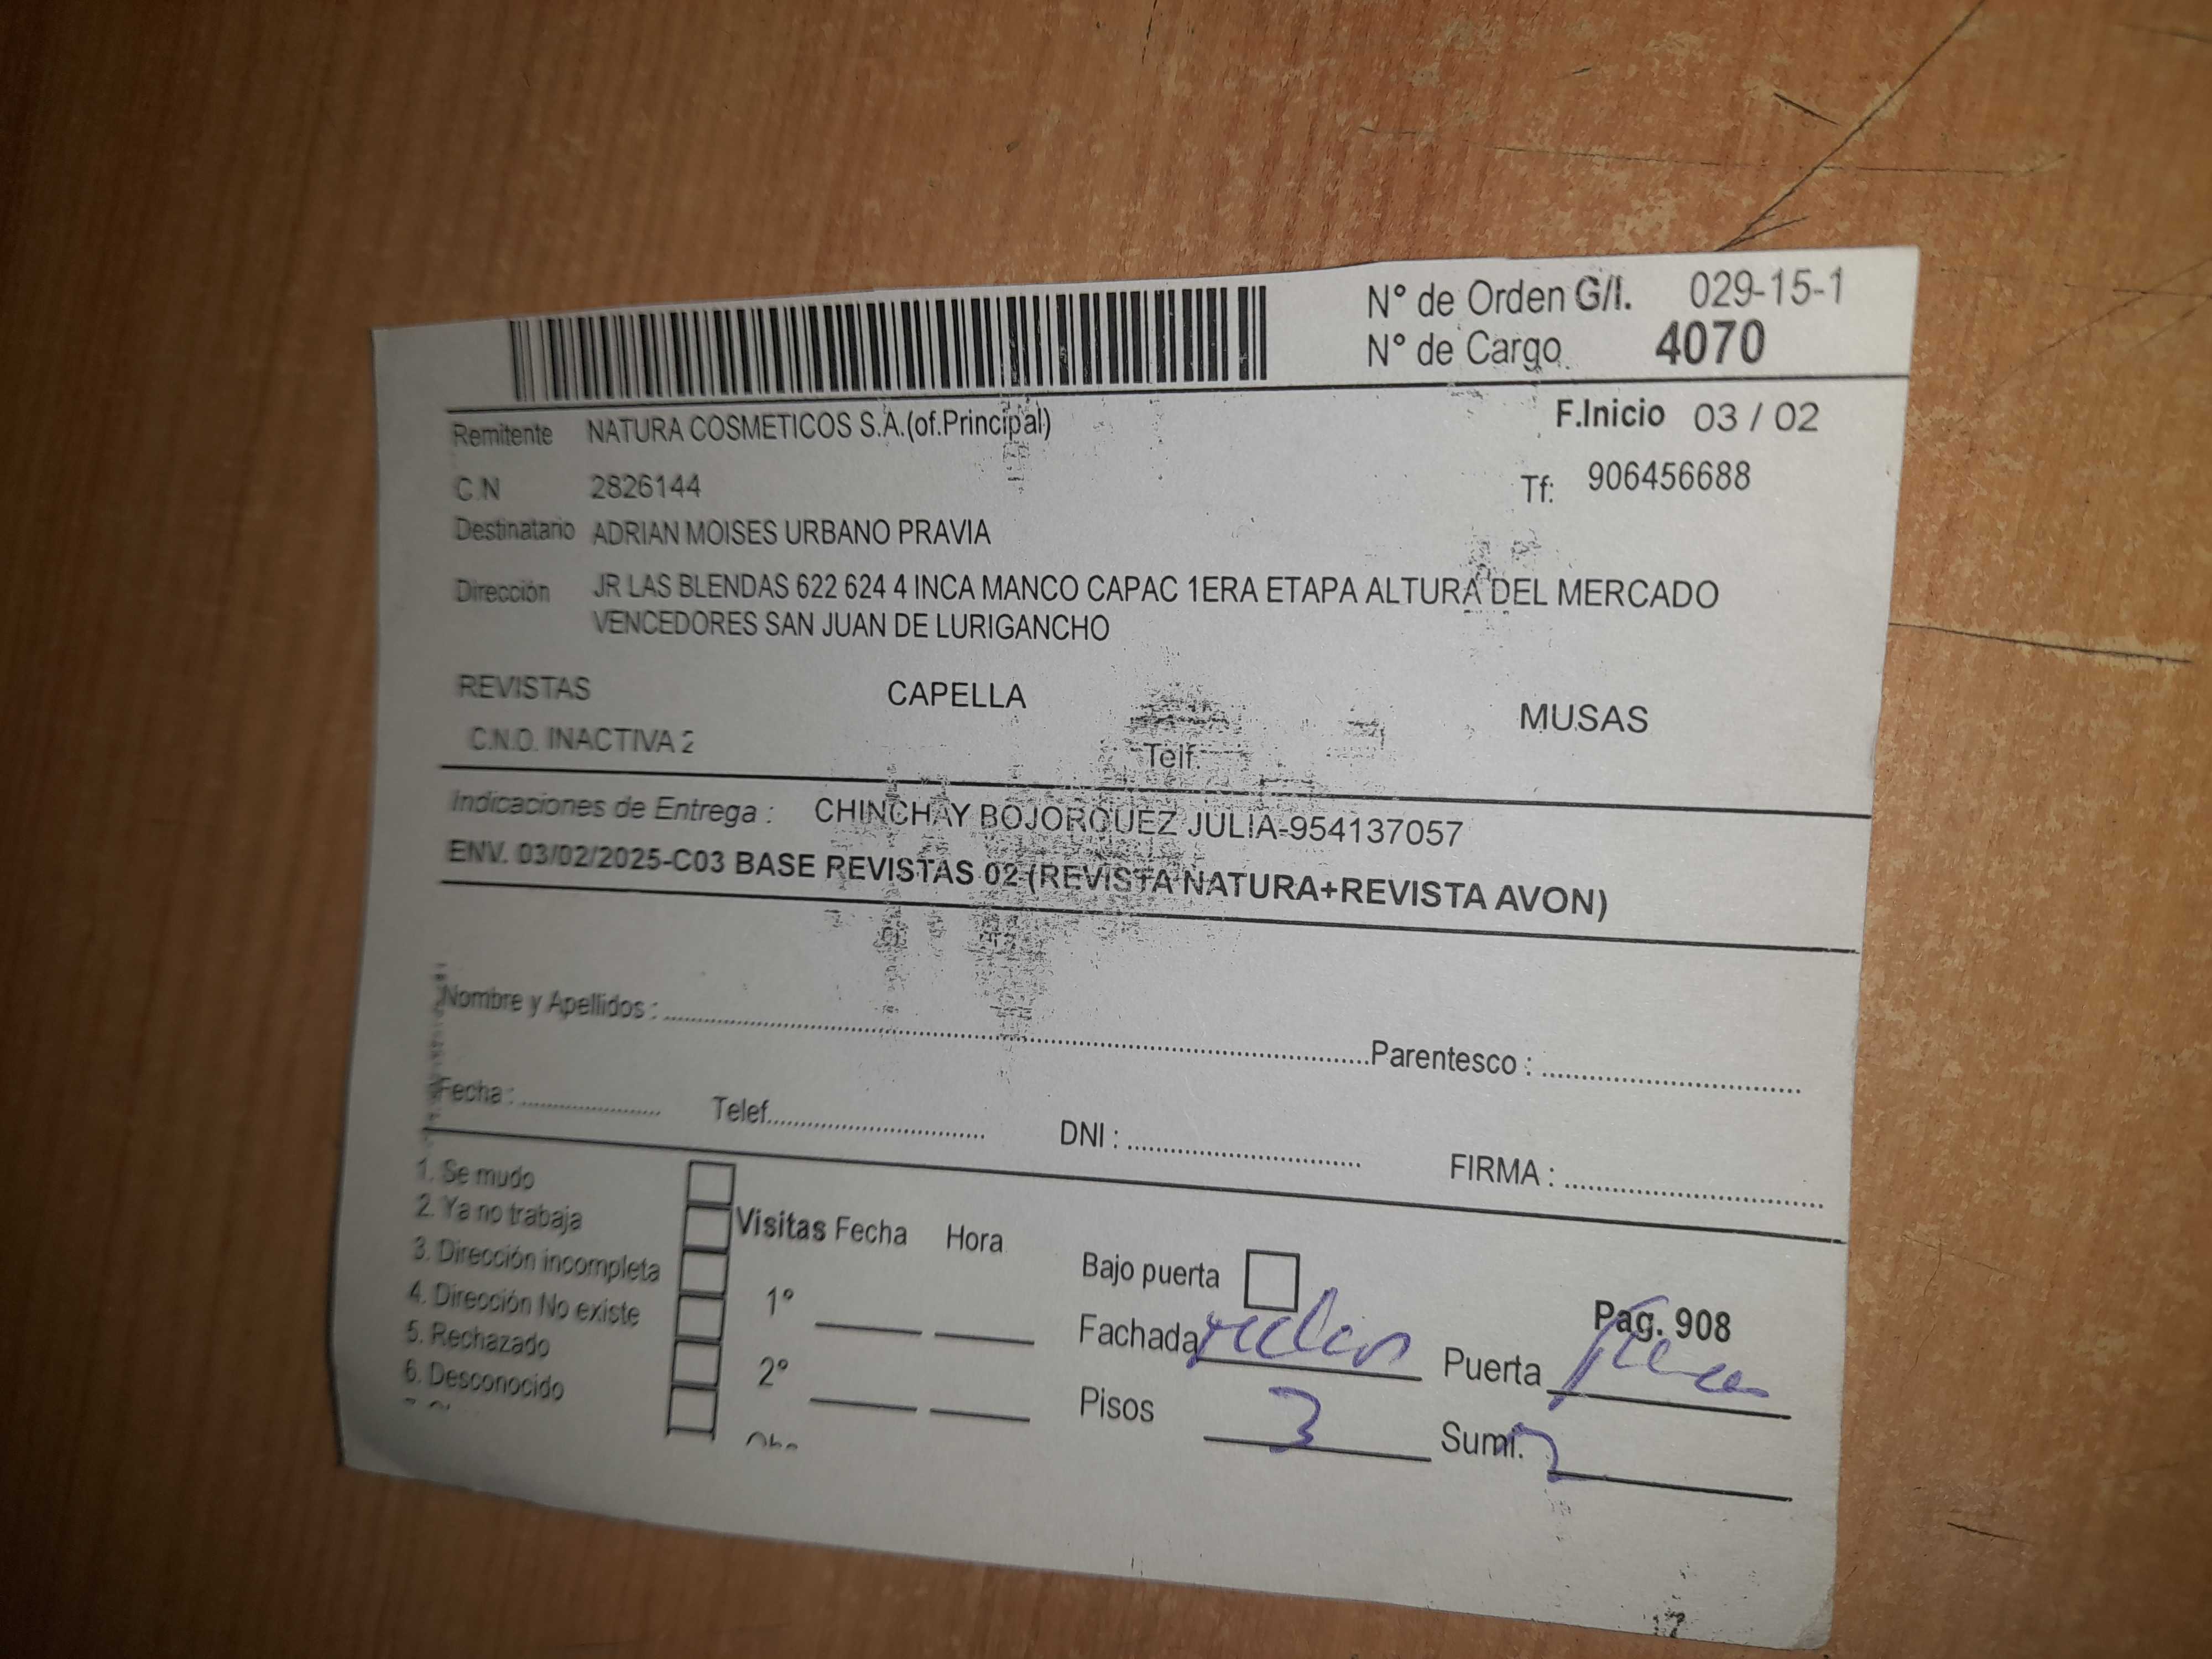 N° de Orden G/I. 029-15-1
N° de Cargo 4070
Remitente NATURA COSMETICOS S.A.(of.Principal) F.Inicio 03 / 02
C.N 2826144 Tf: 906456688
Destinatario ADRIAN MOISES URBANO PRAVIA
Dirección JR LAS BLENDAS 622 624 4 INCA MANCO CAPAC 1ERA ETAPA ALTURA DEL MERCADO
VENCEDORES SAN JUAN DE LURIGANCHO
REVISTAS CAPELLA MUSAS
C.N.O. INACTIVA 2 Telf.
Indicaciones de Entrega : CHINCHAY BOJORQUEZ JULIA-954137057
ENV. 03/02/2025-C03 BASE REVISTAS 02 (REVISTA NATURA+REVISTA AVON)
Nombre y Apellidos : Parentesco :
Fecha : Telef. DNI : FIRMA :
1. Se mudo
2. Ya no trabaja
3. Dirección incompleta
4. Dirección No existe
5. Rechazado
6. Desconocido
Visitas Fecha Hora
1°
2°
Bajo puerta
Pag. 908
Fachada Puerta
Pisos 3 Sumi.